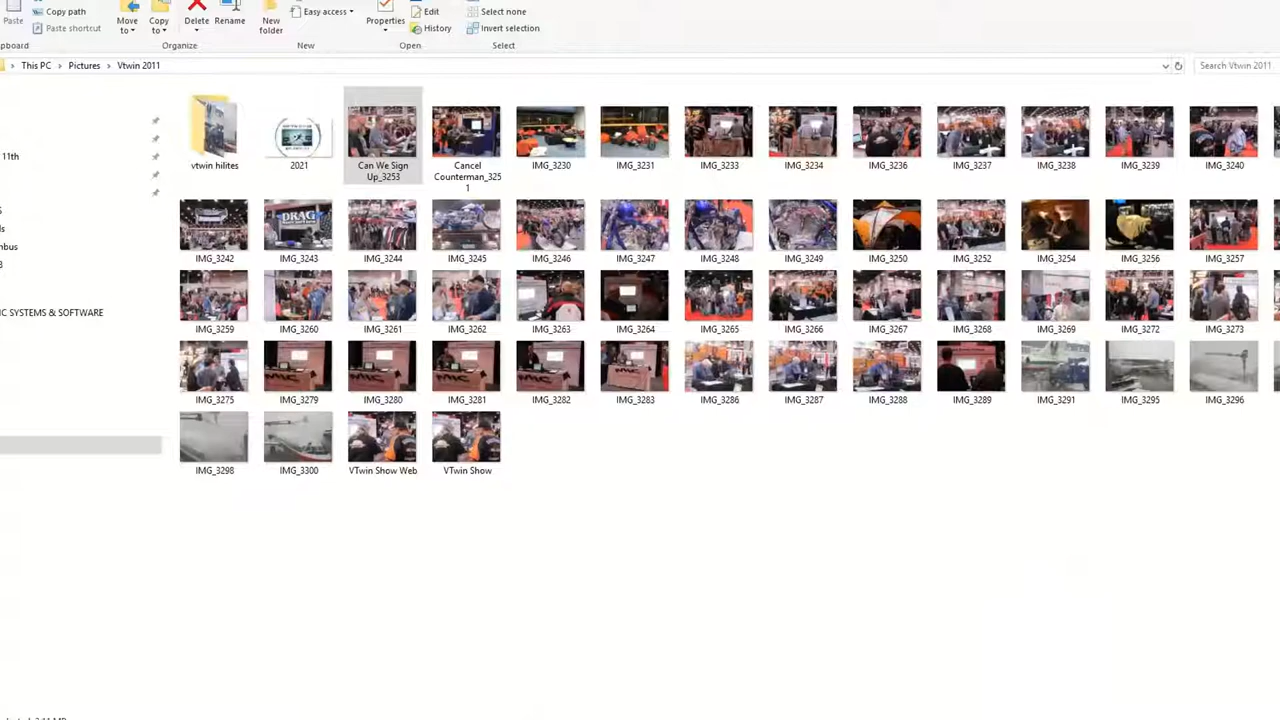 Paste
Copy path
Paste shortcut
Move to
Copy to
Delete
Rename
New folder
Easy access
Properties
Edit
History
Select none
Invert selection
pboard
Organize
New
Open
Select
This PC > Pictures > Vtwin 2011
Search Vtwin 2011
11th
IC SYSTEMS & SOFTWARE
vtwin hilites
2021
Can We Sign
Up_3253
Cancel
Counterman_325
1
IMG_3230
IMG_3231
IMG_3233
IMG_3234
IMG_3236
IMG_3237
IMG_3238
IMG_3239
IMG_3240
DRAG
IMG_3242
IMG_3243
IMG_3244
IMG_3245
IMG_3246
IMG_3247
IMG_3248
IMG_3249
IMG_3250
IMG_3252
IMG_3254
IMG_3256
IMG_3257
IMG_3259
IMG_3260
IMG_3261
IMG_3262
IMG_3263
IMG_3264
IMG_3265
IMG_3266
IMG_3267
IMG_3268
IMG_3269
IMG_3272
IMG_3273
IMG_3275
IMG_3279
IMG_3280
IMG_3281
IMG_3282
IMG_3283
IMG_3286
IMG_3287
IMG_3288
IMG_3289
IMG_3291
IMG_3295
IMG_3296
IMG_3298
IMG_3300
VTwin Show Web
VTwin Show